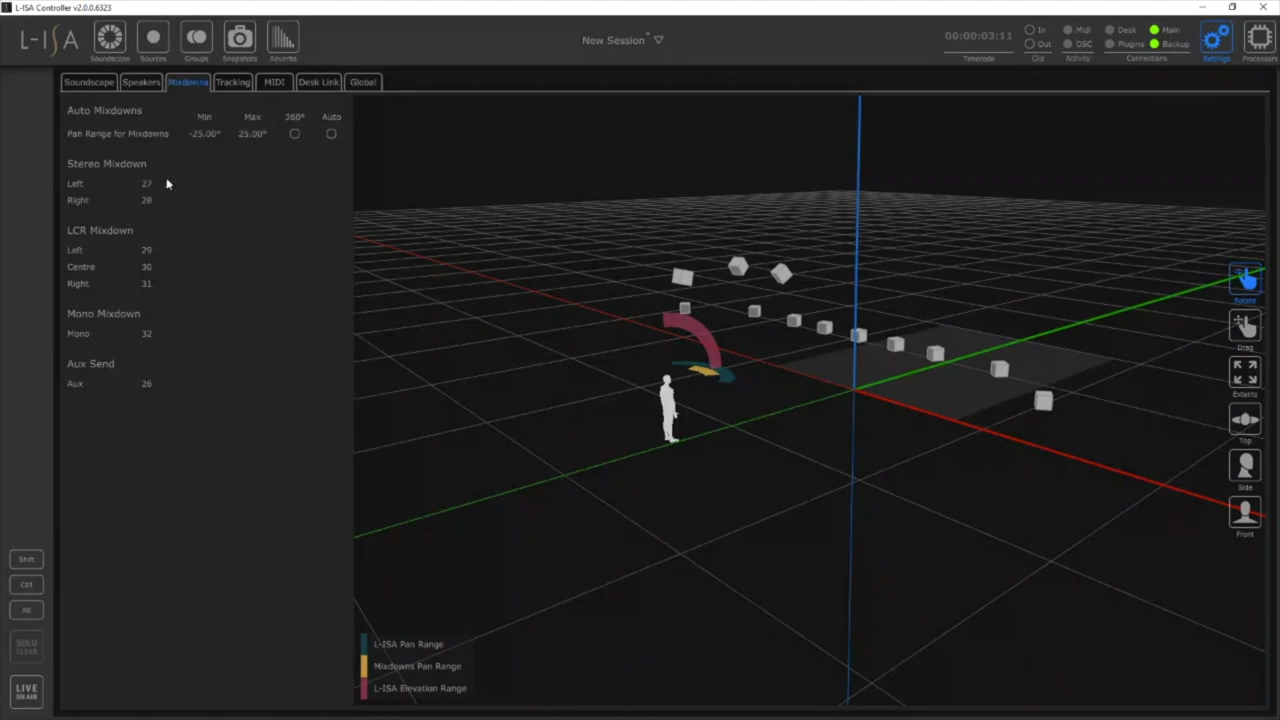 L-ISA Controller v2.0.0.6323
L-ISA
Soundscape
Sources
Groups
Snapshots
Reverbs
New Session*
00:00:03:11
Timecode
In
Out
Clip
Midi
OSC
Activity
Desk
Plugins
Main
Backup
Connections
Settings
Processors
Soundscape
Speakers
Mixdowns
Tracking
MIDI
Desk Link
Global
Auto Mixdowns
Min Max 360° Auto
Pan Range for Mixdowns -25.00° 25.00°
Stereo Mixdown
Left 27
Right 28
LCR Mixdown
Left 29
Centre 30
Right 31
Mono Mixdown
Mono 32
Aux Send
Aux 26
Rotate
Drag
Extents
Top
Side
Front
Shift
Ctrl
Alt
SOLO
CLEAR
LIVE
ON AIR
L-ISA Pan Range
Mixdowns Pan Range
L-ISA Elevation Range